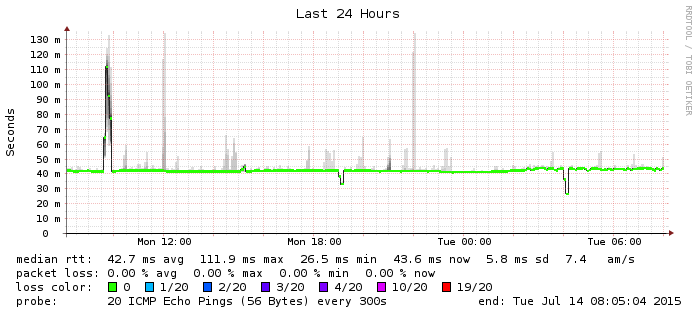 Last 24 Hours
RRDTOOL / TOBI OETIKER
Seconds
130 m
120 m
110 m
100 m
90 m
80 m
70 m
60 m
50 m
40 m
30 m
20 m
10 m
0
Mon 12:00 Mon 18:00 Tue 00:00 Tue 06:00
median rtt: 42.7 ms avg 111.9 ms max 26.5 ms min 43.6 ms now 5.8 ms sd 7.4 am/s
packet loss: 0.00 % avg 0.00 % max 0.00 % min 0.00 % now
loss color: 0 1/20 2/20 3/20 4/20 10/20 19/20
probe: 20 ICMP Echo Pings (56 Bytes) every 300s end: Tue Jul 14 08:05:04 2015